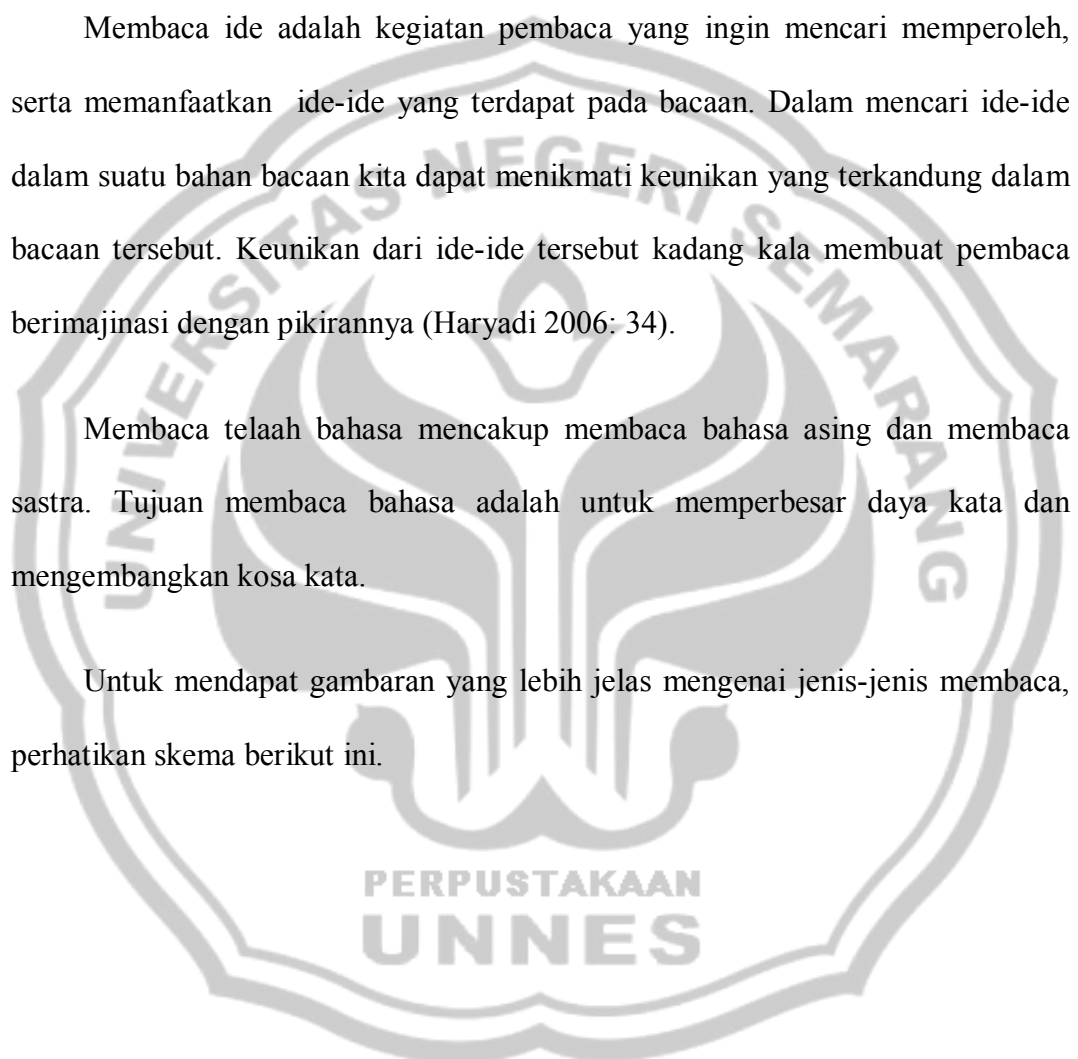 Membaca ide adalah kegiatan pembaca yang ingin mencari memperoleh,
serta memanfaatkan ide-ide yang terdapat pada bacaan. Dalam mencari ide-ide
dalam suatu bahan bacaan kita dapat menikmati keunikan yang terkandung dalam
bacaan tersebut. Keunikan dari ide-ide tersebut kadang kala membuat pembaca
berimajinasi dengan pikirannya (Haryadi 2006: 34).
Membaca telaah bahasa mencakup membaca bahasa asing dan membaca
sastra. Tujuan membaca bahasa adalah untuk memperbesar daya kata dan
mengembangkan kosa kata.
Untuk mendapat gambaran yang lebih jelas mengenai jenis-jenis membaca,
perhatikan skema berikut ini.
UNIVERSITAS NEGERI SEMARANG
PERPUSTAKAAN
UNNES